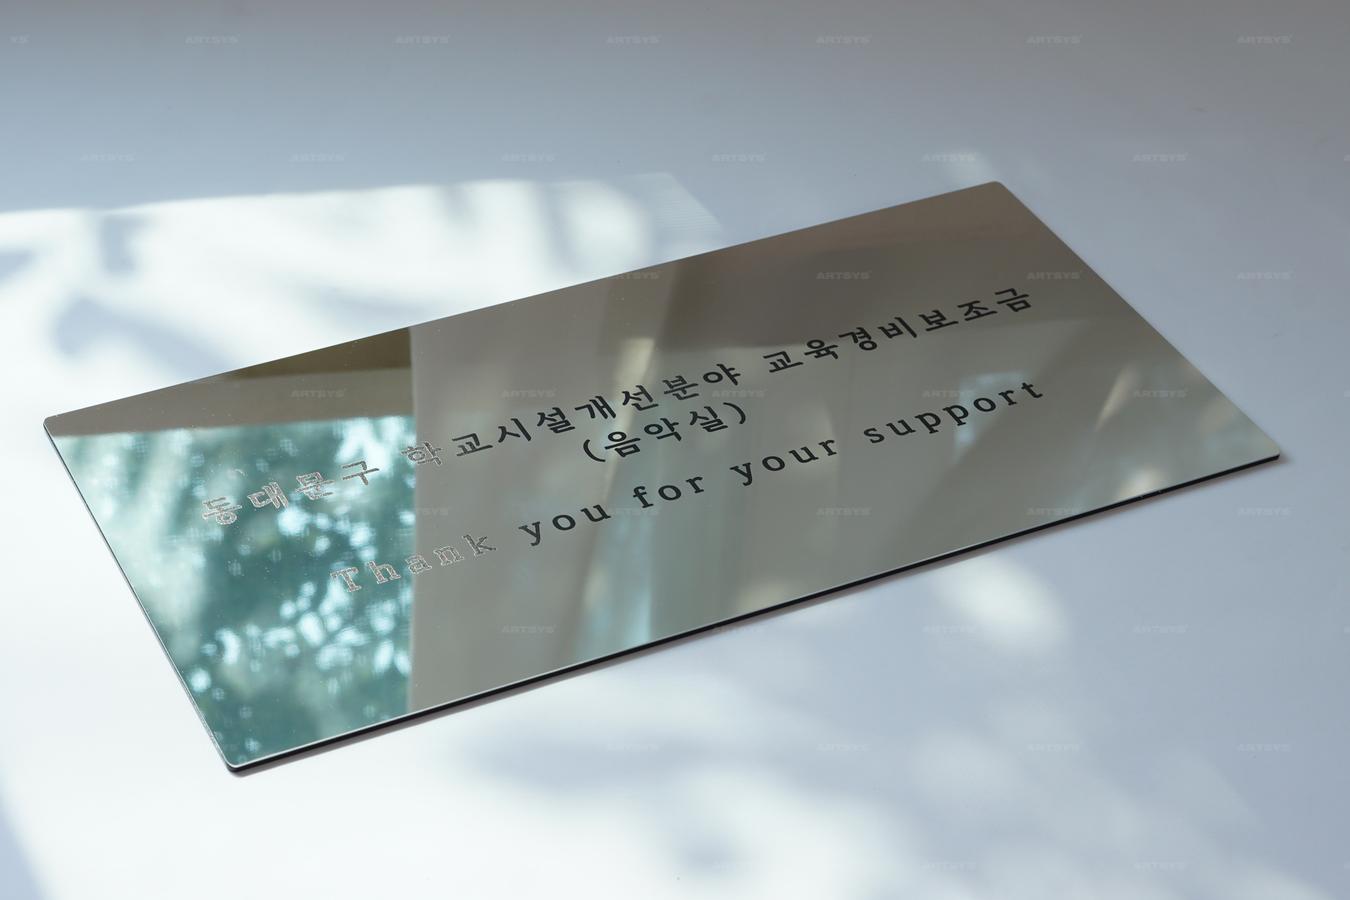 동대문구 학교시설개선분야 교육경비보조금
(음악실)
Thank you for your support
ARTSYS